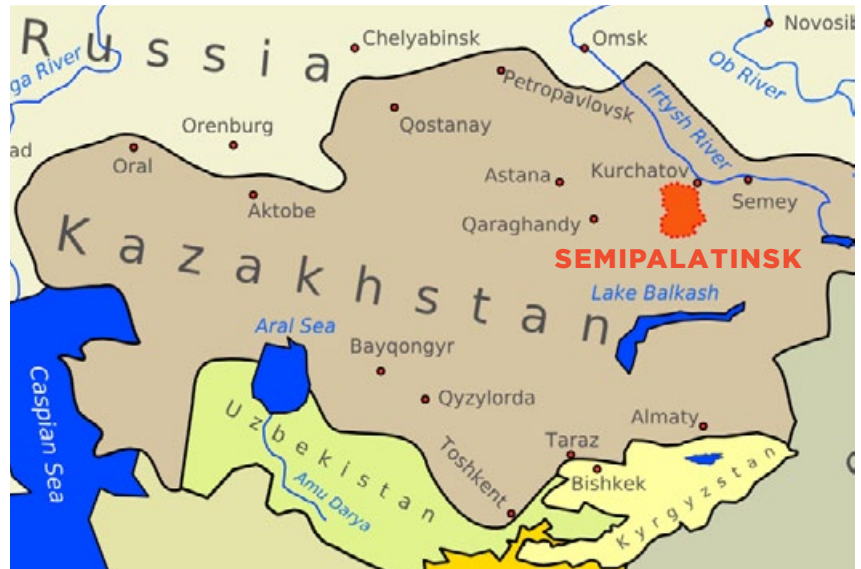 Russia
Chelyabinsk
Omsk
Novosib
ga River
Ob River
Petropavlovsk
Irtysh River
Qostanay
Orenburg
ad
Oral
Astana
Kurchatov
Semey
Aktobe
Qaraghandy
Kazakhstan
SEMIPALATINSK
Lake Balkash
Aral Sea
Bayqongyr
Caspian Sea
Qyzylorda
Uzbekistan
Almaty
Taraz
Toshkent
Bishkek
Amu Darya
Kyrgyzstan